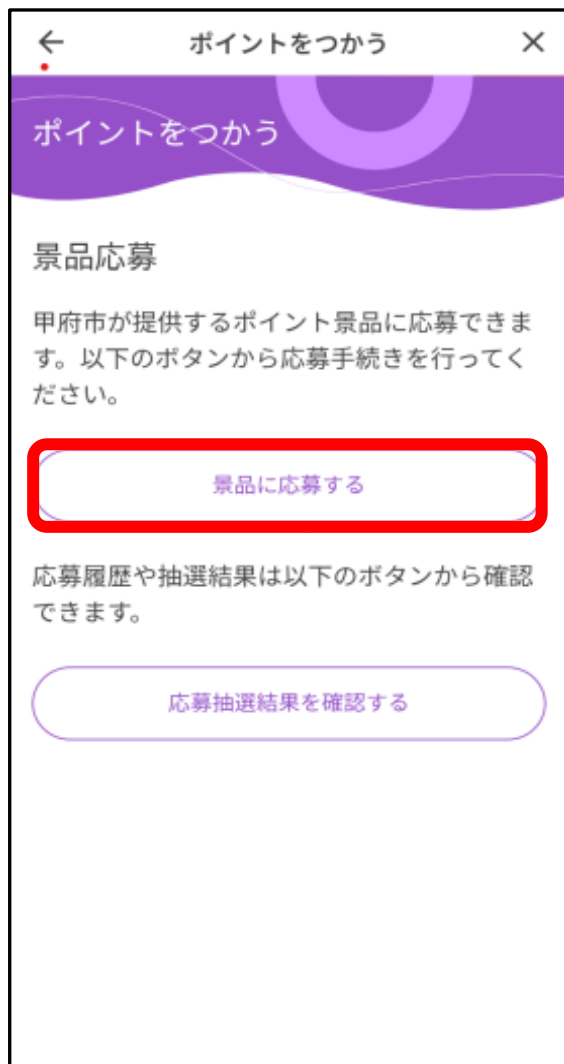 ポイントをつかう
ポイントをつかう
景品応募
甲府市が提供するポイント景品に応募できま
す。以下のボタンから応募手続きを行ってく
ださい。
景品に応募する
応募履歴や抽選結果は以下のボタンから確認
できます。
応募抽選結果を確認する